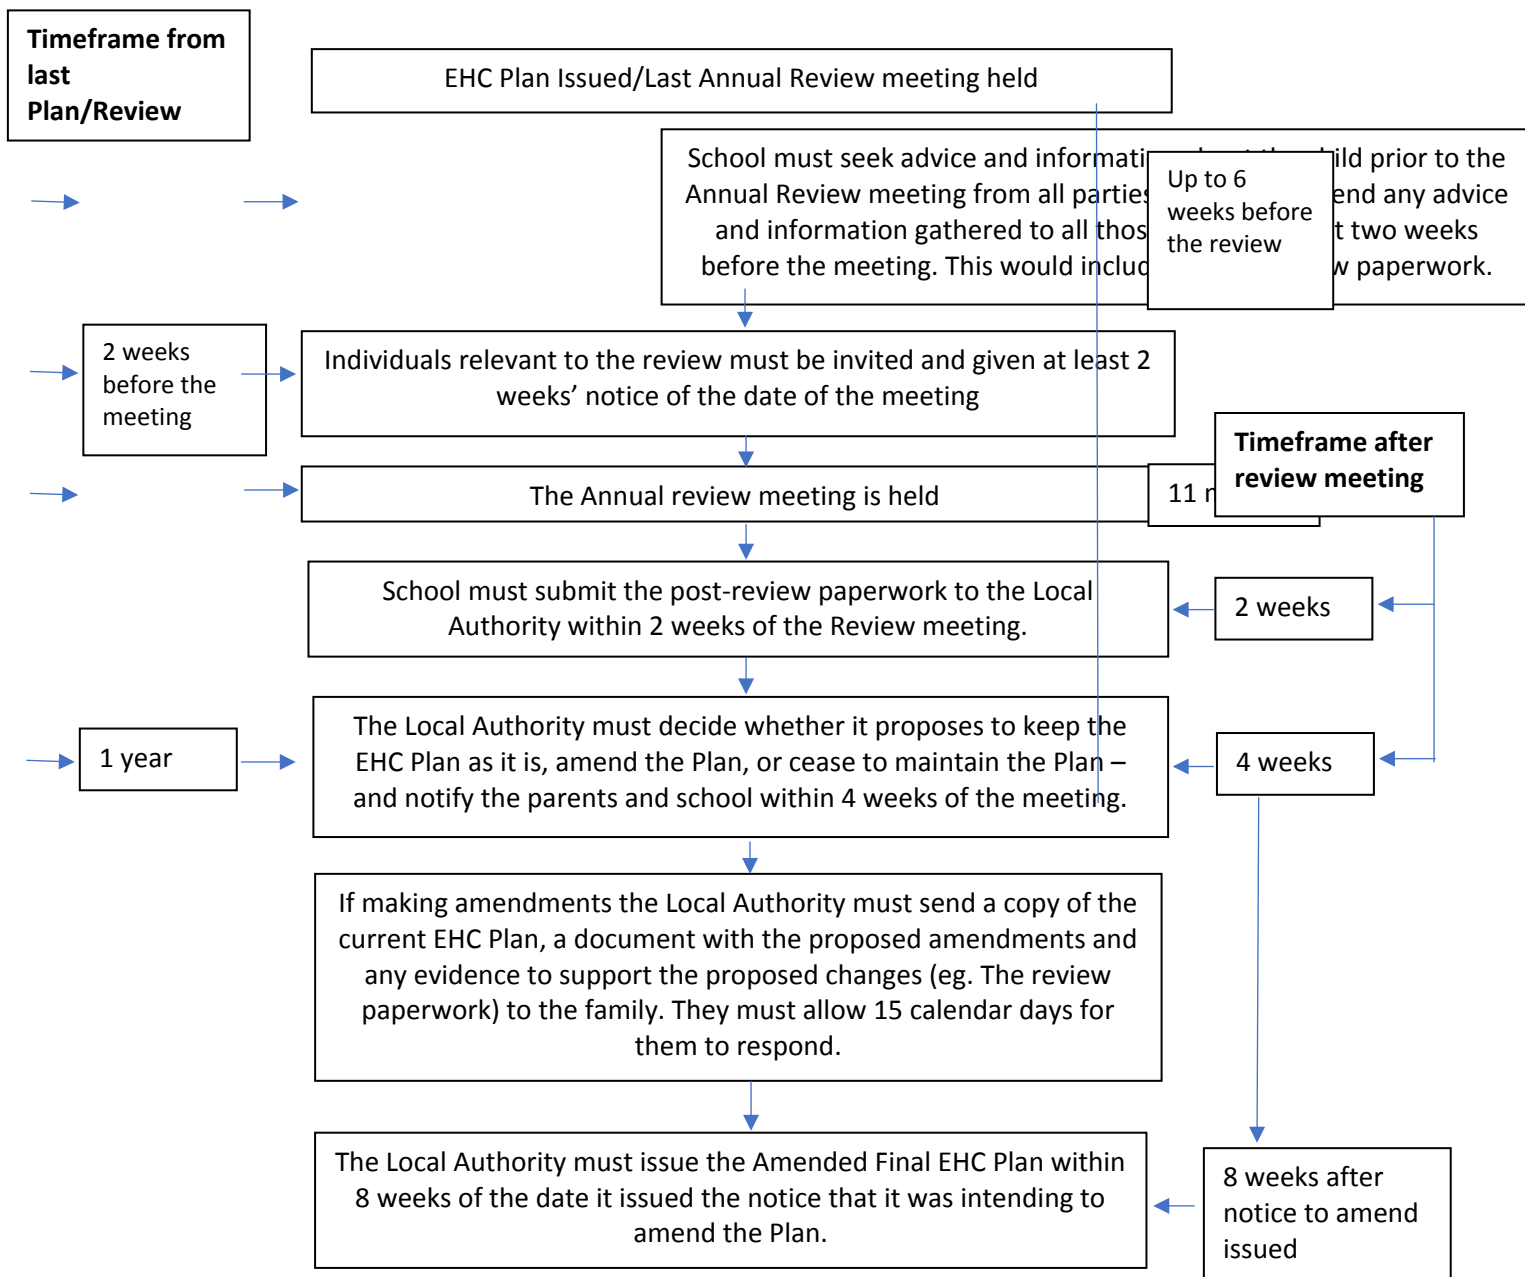 Timeframe from
last
Plan/Review
EHC Plan Issued/Last Annual Review meeting held
School must seek advice and ild prior to the
Annual Review meeting from all parties end any advice
and information gathered to all two weeks
before the meeting. This would paperwork.
Up to 6
weeks before
the review
2 weeks
before the
meeting
Individuals relevant to the review must be invited and given at least 2
weeks’ notice of the date of the meeting
Timeframe after
review meeting
The Annual review meeting is held
11
School must submit the post-review paperwork to the Local
Authority within 2 weeks of the Review meeting.
2 weeks
1 year
The Local Authority must decide whether it proposes to keep the
EHC Plan as it is, amend the Plan, or cease to maintain the Plan –
and notify the parents and school within 4 weeks of the meeting.
4 weeks
If making amendments the Local Authority must send a copy of the
current EHC Plan, a document with the proposed amendments and
any evidence to support the proposed changes (eg. The review
paperwork) to the family. They must allow 15 calendar days for
them to respond.
The Local Authority must issue the Amended Final EHC Plan within
8 weeks of the date it issued the notice that it was intending to
amend the Plan.
8 weeks after
notice to amend
issued